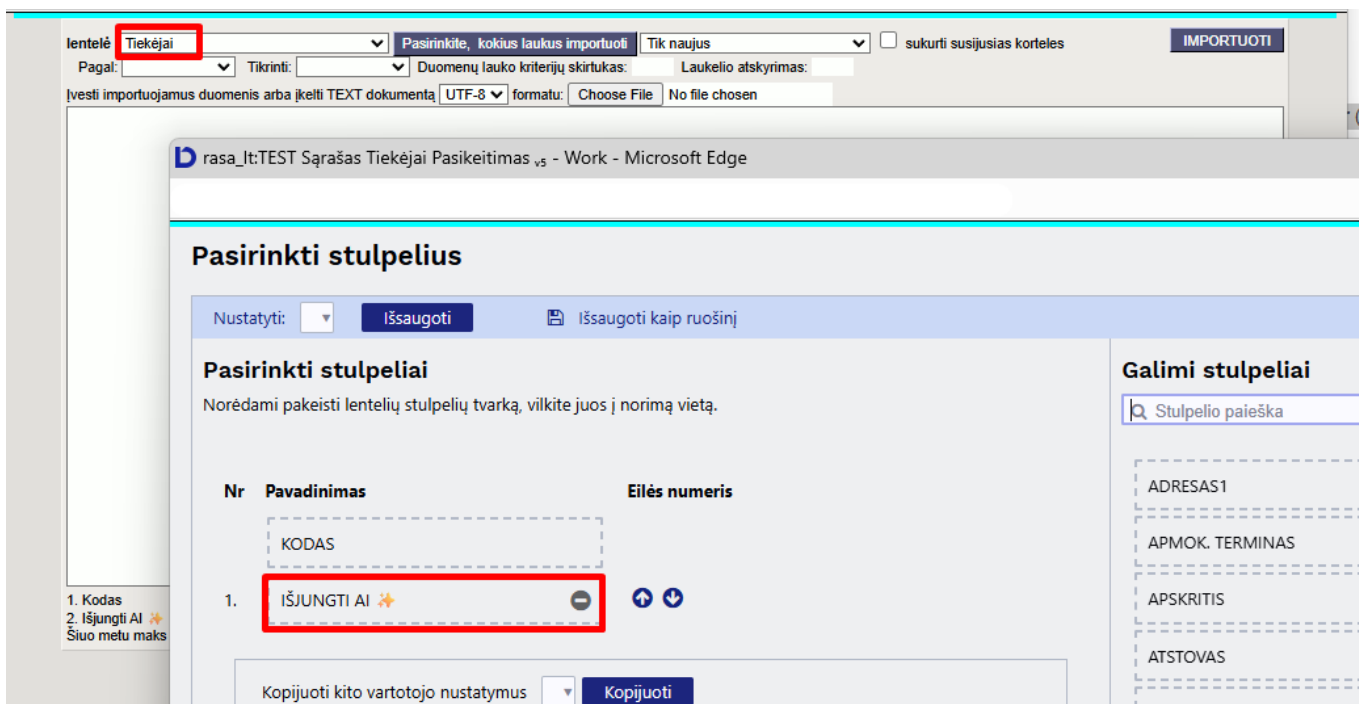 lentelė Tiekėjai Pasirinkite, kokius laukus importuoti Tik naujus sukurti susijusias korteles IMPORTUOTI
Pagal: Tikrinti: Duomenų lauko kriterijų skirtukas: Laukelio atskyrimas:
Įvesti importuojamus duomenis arba įkelti TEXT dokumentą UTF-8 formatu: Choose File No file chosen
rasa_lt:TEST Sąrašas Tiekėjai Pasikeitimas v5 - Work - Microsoft Edge
Pasirinkti stulpelius
Nustatyti: Išsaugoti Išsaugoti kaip ruošinį
Pasirinkti stulpeliai
Norėdami pakeisti lentelių stulpelių tvarką, vilkite juos į norimą vietą.
Nr Pavadinimas Eilės numeris
KODAS
1. IŠJUNGTI AI ✨
Kopijuoti kito vartotojo nustatymus Kopijuoti
Galimi stulpeliai
Stulpelio paieška
ADRESAS1
APMOK. TERMINAS
APSKRITIS
ATSTOVAS
1. Kodas
2. Išjungti AI ✨
Šiuo metu maks